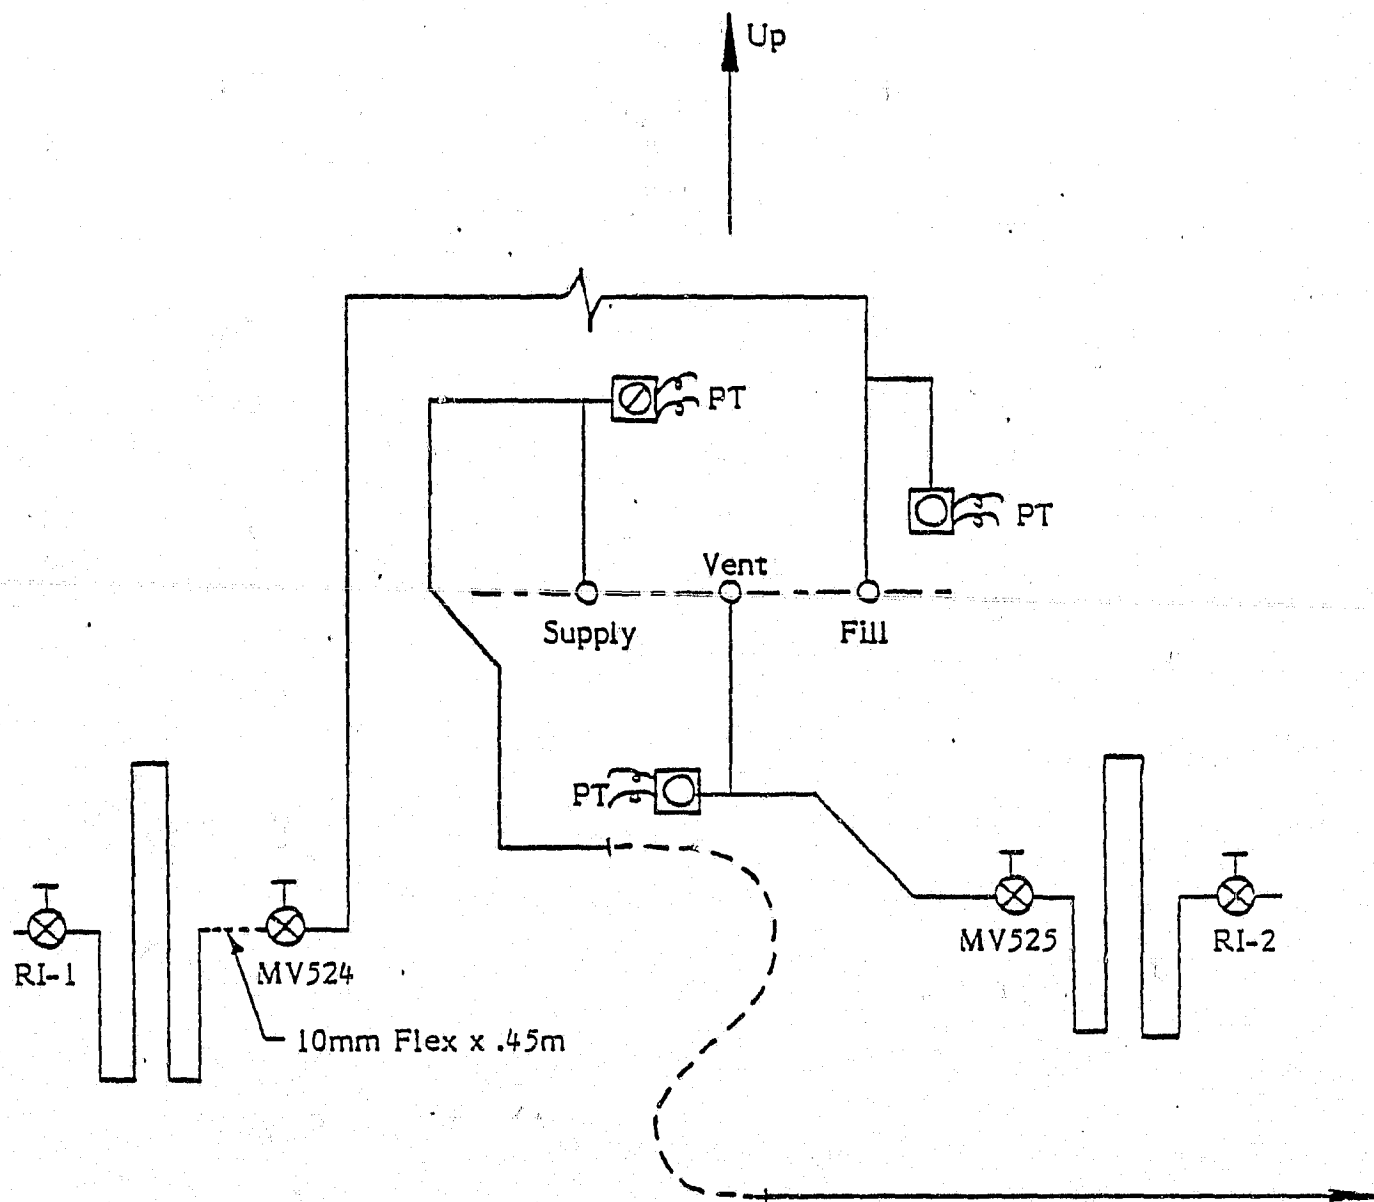 Up
PT
PT
Vent
Supply
Fill
PT
RI-1
MV524
MV525
RI-2
10mm Flex x .45m